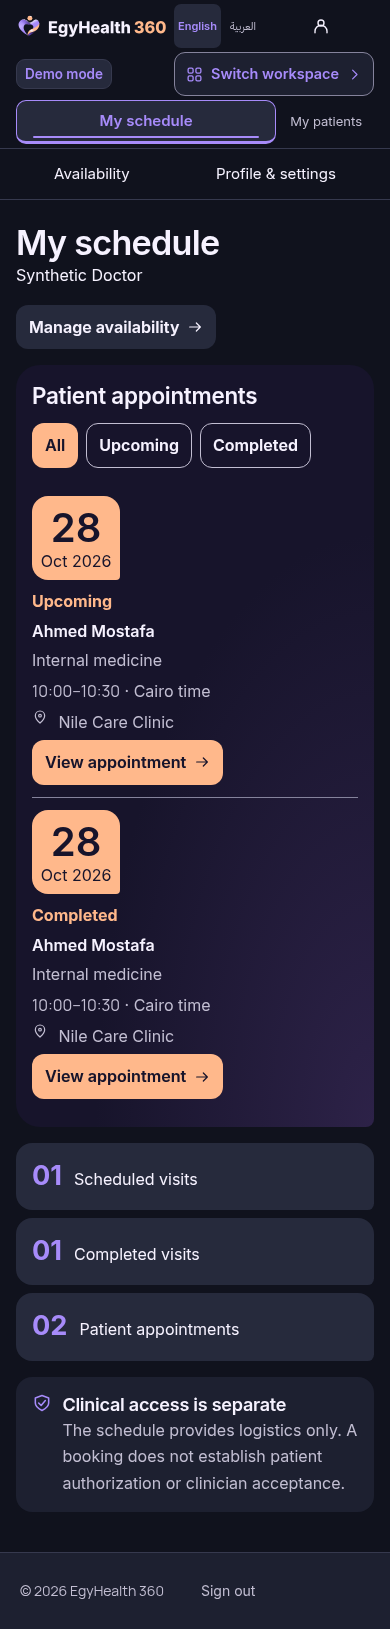 EgyHealth 360
English
العربية
Demo mode
Switch workspace
My schedule
My patients
Availability
Profile & settings
My schedule
Synthetic Doctor
Manage availability
Patient appointments
All
Upcoming
Completed
28
Oct 2026
Upcoming
Ahmed Mostafa
Internal medicine
10:00–10:30 · Cairo time
Nile Care Clinic
View appointment
28
Oct 2026
Completed
Ahmed Mostafa
Internal medicine
10:00–10:30 · Cairo time
Nile Care Clinic
View appointment
01 Scheduled visits
01 Completed visits
02 Patient appointments
Clinical access is separate
The schedule provides logistics only. A
booking does not establish patient
authorization or clinician acceptance.
© 2026 EgyHealth 360
Sign out